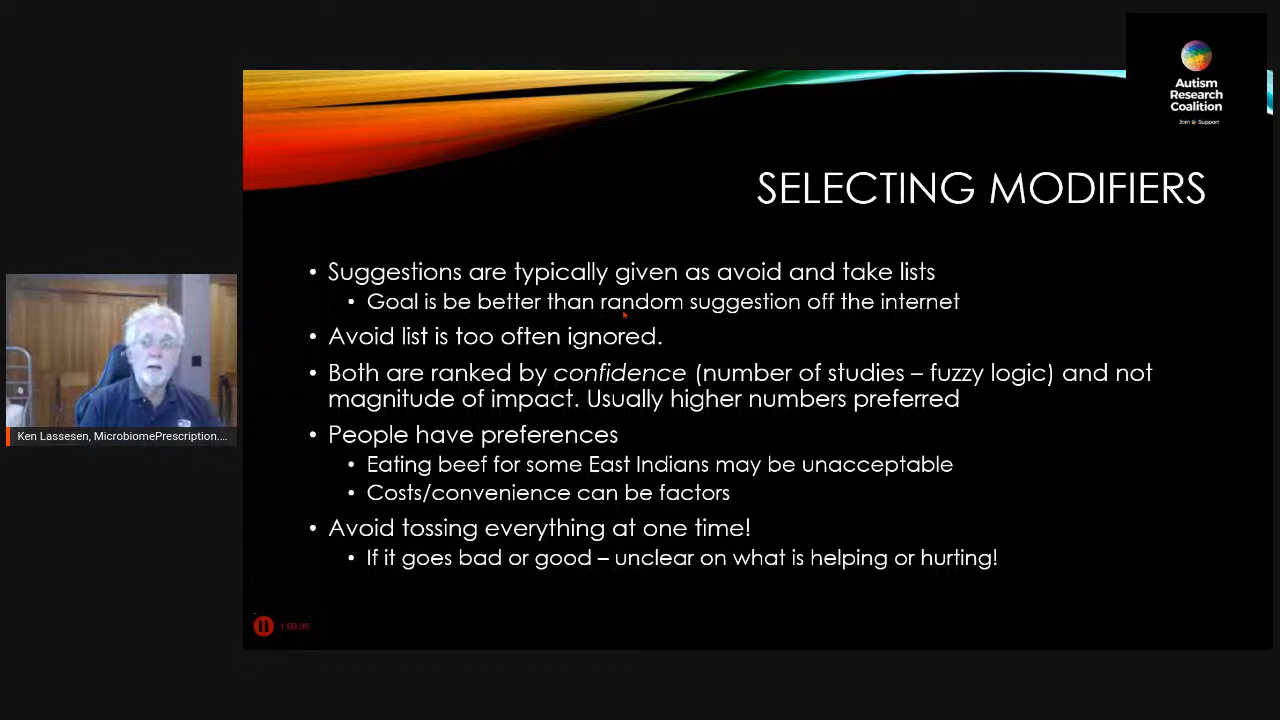 Autism
Research
Coalition
Join & Support
SELECTING MODIFIERS
• Suggestions are typically given as avoid and take lists
• Goal is be better than random suggestion off the internet
• Avoid list is too often ignored.
• Both are ranked by confidence (number of studies – fuzzy logic) and not
magnitude of impact. Usually higher numbers preferred
• People have preferences
• Eating beef for some East Indians may be unacceptable
• Costs/convenience can be factors
• Avoid tossing everything at one time!
• If it goes bad or good – unclear on what is helping or hurting!
Ken Lassesen, MicrobiomePrescription....